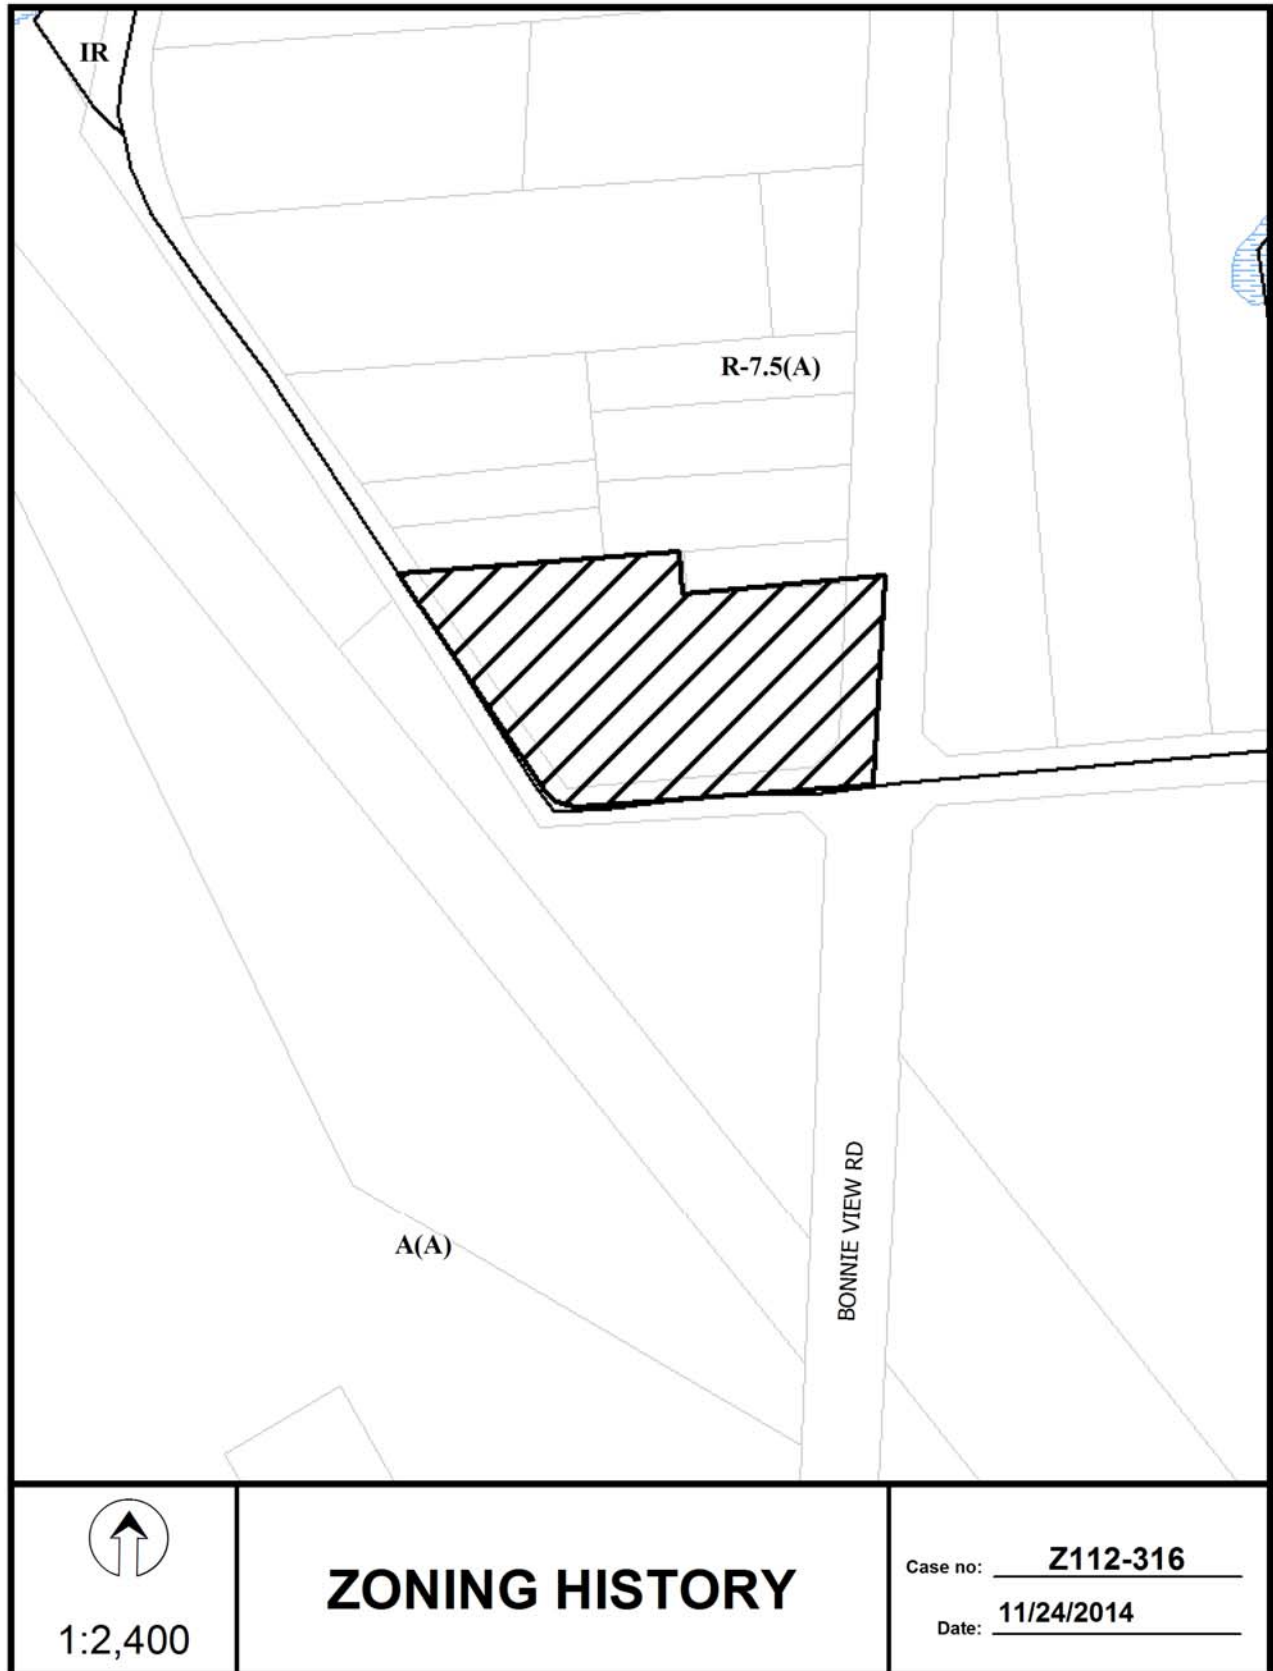 IR
R-7.5(A)
A(A)
BONNIE VIEW RD
1:2,400
ZONING HISTORY
Case no: Z112-316
Date: 11/24/2014